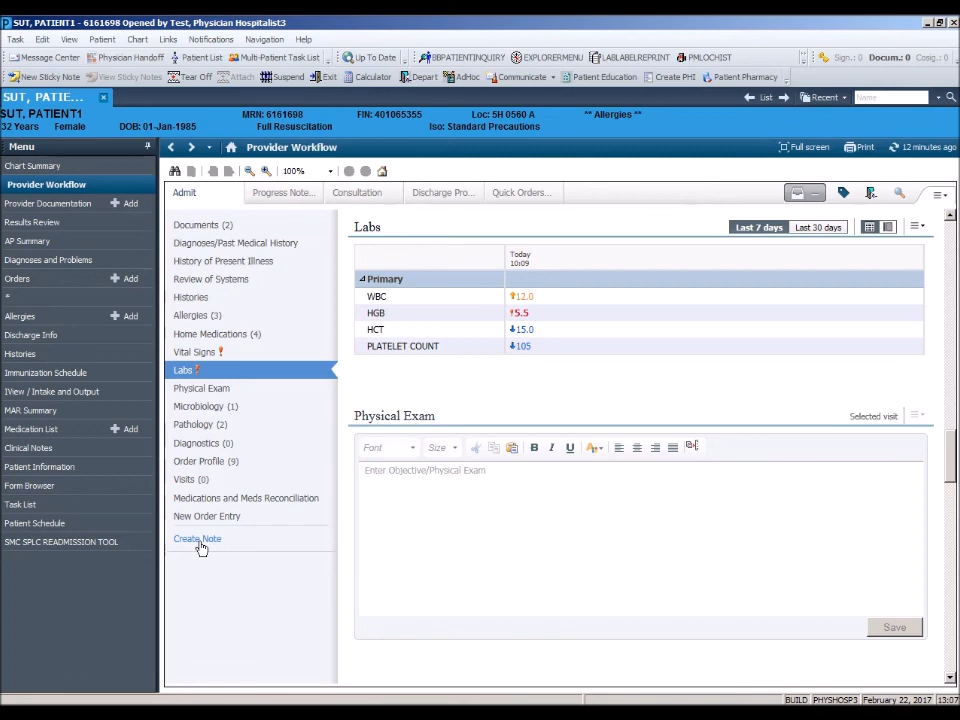 SUT, PATIENT1 - 6161698 Opened by Test, Physician Hospitalist3
Task Edit View Patient Chart Links Notifications Navigation Help
Message Center Physician Handoff Patient List Multi-Patient Task List Up To Date BBPATIENTINQUIRY EXPLORERMENU LABLABELREPRINT PMLOCHIST Sign.: 0 Docum.: 0 Cosig.: 0
New Sticky Note View Sticky Notes Tear Off Attach Suspend Exit Calculator Depart AdHoc Communicate Patient Education Create PHI Patient Pharmacy
SUT, PATIE... List Recent Name
SUT, PATIENT1 MRN: 6161698 FIN: 401065355 Loc: 5H 0560 A ** Allergies **
32 Years Female DOB: 01-Jan-1985 Full Resuscitation Iso: Standard Precautions
Menu Provider Workflow Full screen Print 12 minutes ago
Chart Summary
Provider Workflow
Provider Documentation Add
Results Review
AP Summary
Diagnoses and Problems
Orders Add
*
Allergies Add
Discharge Info
Histories
Immunization Schedule
IView / Intake and Output
MAR Summary
Medication List Add
Clinical Notes
Patient Information
Form Browser
Task List
Patient Schedule
SMC SPLC READMISSION TOOL
100%
Admit Progress Note... Consultation Discharge Pro... Quick Orders...
Documents (2)
Diagnoses/Past Medical History
History of Present Illness
Review of Systems
Histories
Allergies (3)
Home Medications (4)
Vital Signs !
Labs !
Physical Exam
Microbiology (1)
Pathology (2)
Diagnostics (0)
Order Profile (9)
Visits (0)
Medications and Meds Reconciliation
New Order Entry
Create Note
Labs Last 7 days Last 30 days
Today
10:09
Primary
WBC 12.0
HGB !5.5
HCT 15.0
PLATELET COUNT 105
Physical Exam Selected visit
Font Size B I U A
Enter Objective/Physical Exam
Save
BUILD PHYSHOSP3 February 22, 2017 13:07